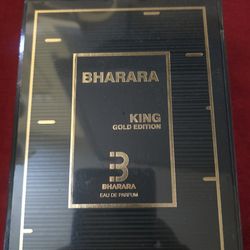 BHARARA
KING
GOLD EDITION
B
BHARARA
EAU DE PARFUM